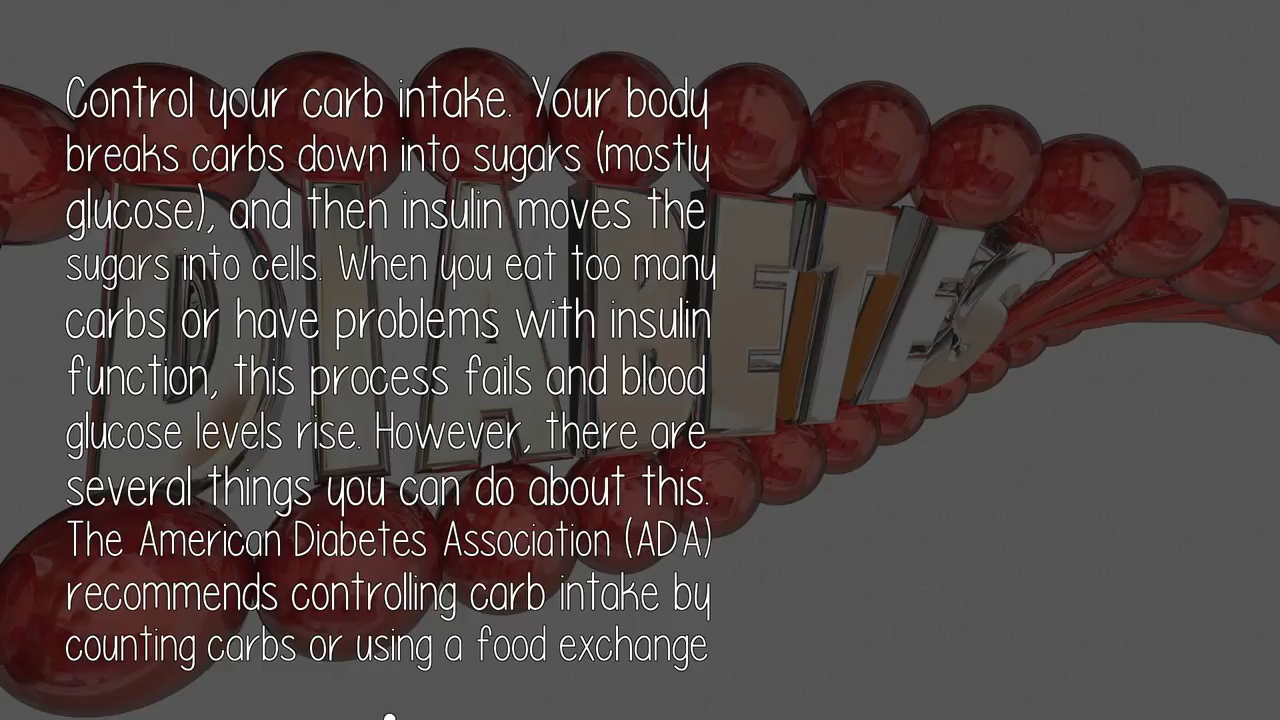 Control your carb intake. Your body
breaks carbs down into sugars (mostly
glucose), and then insulin moves the
sugars into cells. When you eat too many
carbs or have problems with insulin
function, this process fails and blood
glucose levels rise. However, there are
several things you can do about this.
The American Diabetes Association (ADA)
recommends controlling carb intake by
counting carbs or using a food exchange
DIABETES